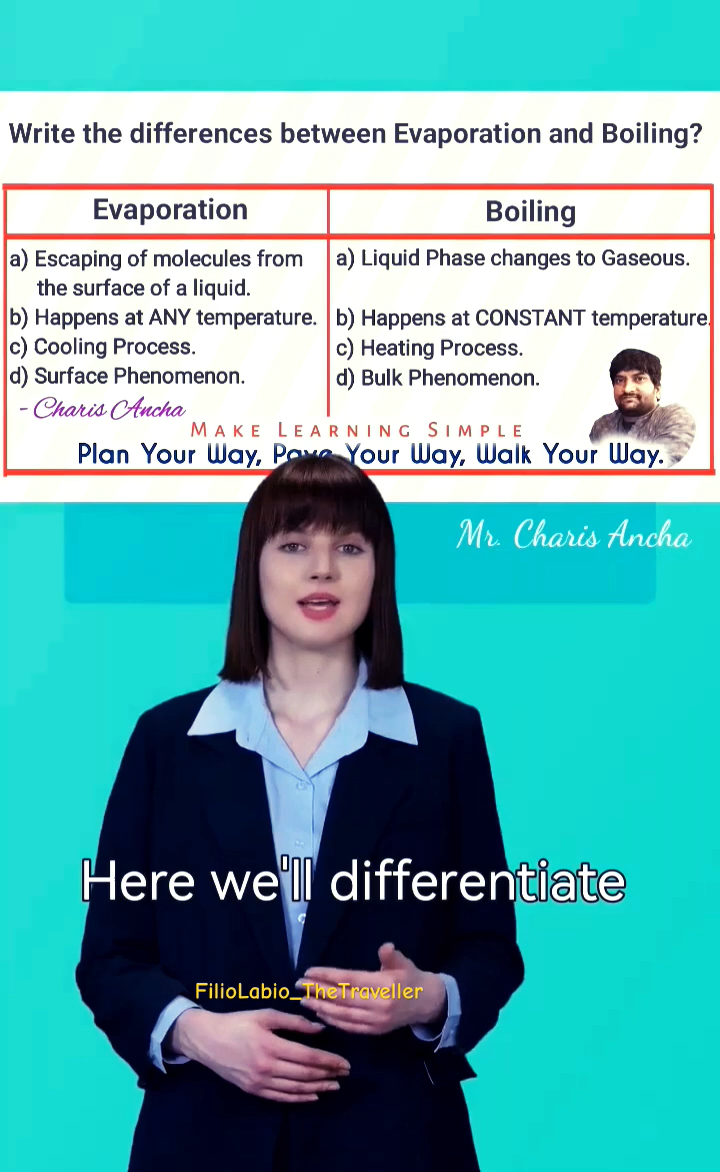 Write the differences between Evaporation and Boiling?
Evaporation
a) Escaping of molecules from
the surface of a liquid.
b) Happens at ANY temperature.
c) Cooling Process.
d) Surface Phenomenon.
- Charis Ancha
Boiling
a) Liquid Phase changes to Gaseous.
b) Happens at CONSTANT temperature.
c) Heating Process.
d) Bulk Phenomenon.
MAKE LEARNING SIMPLE
Plan Your Way, Pave Your Way, Walk Your Way.
Mr. Charis Ancha
Here we'll differentiate
FilioLabio_TheTraveller